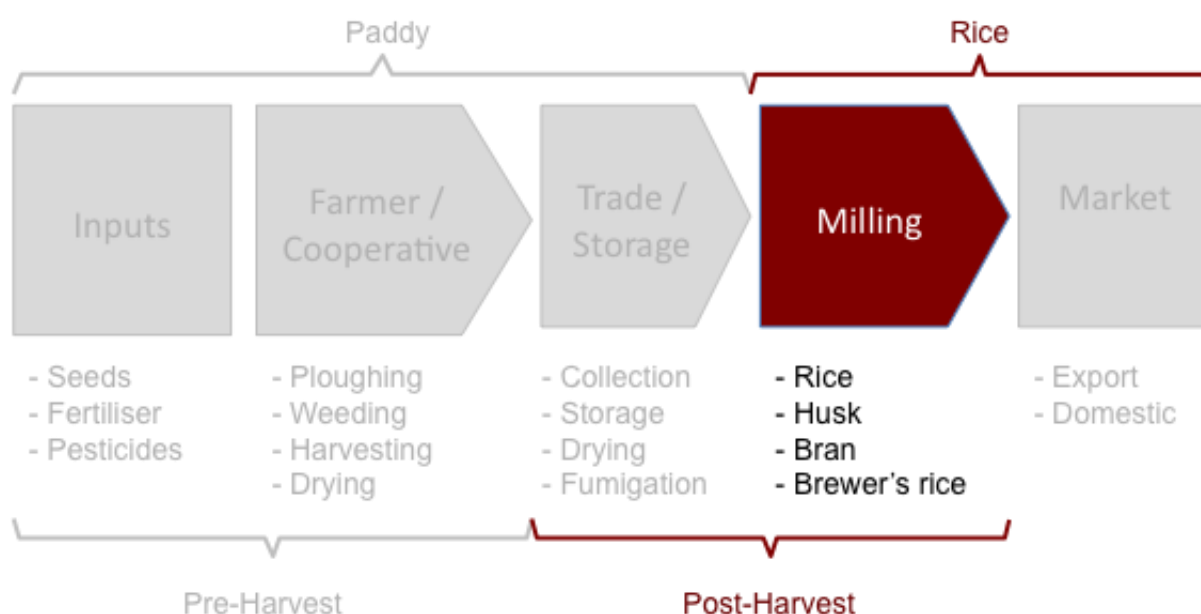 Paddy
Rice
Inputs
Farmer /
Cooperative
Trade /
Storage
Milling
Market
- Seeds
- Fertiliser
- Pesticides
- Ploughing
- Weeding
- Harvesting
- Drying
- Collection
- Storage
- Drying
- Fumigation
- Rice
- Husk
- Bran
- Brewer’s rice
- Export
- Domestic
Pre-Harvest
Post-Harvest